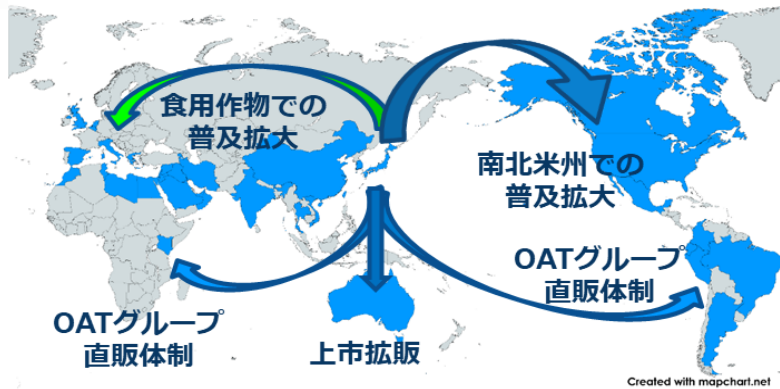 食用作物での
普及拡大
南北米州での
普及拡大
OATグループ
直販体制
OATグループ
直販体制
上市拡販
Created with mapchart.net